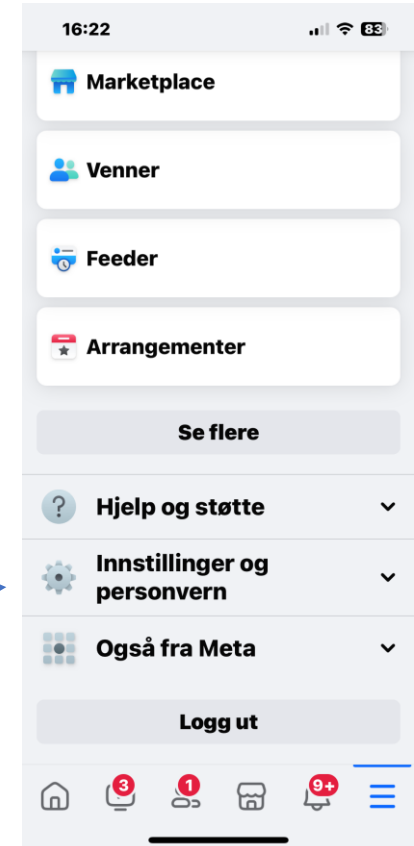 16:22
83
Marketplace
Venner
Feeder
Arrangementer
Se flere
? Hjelp og støtte
Innstillinger og
personvern
Også fra Meta
Logg ut
3
1
9+